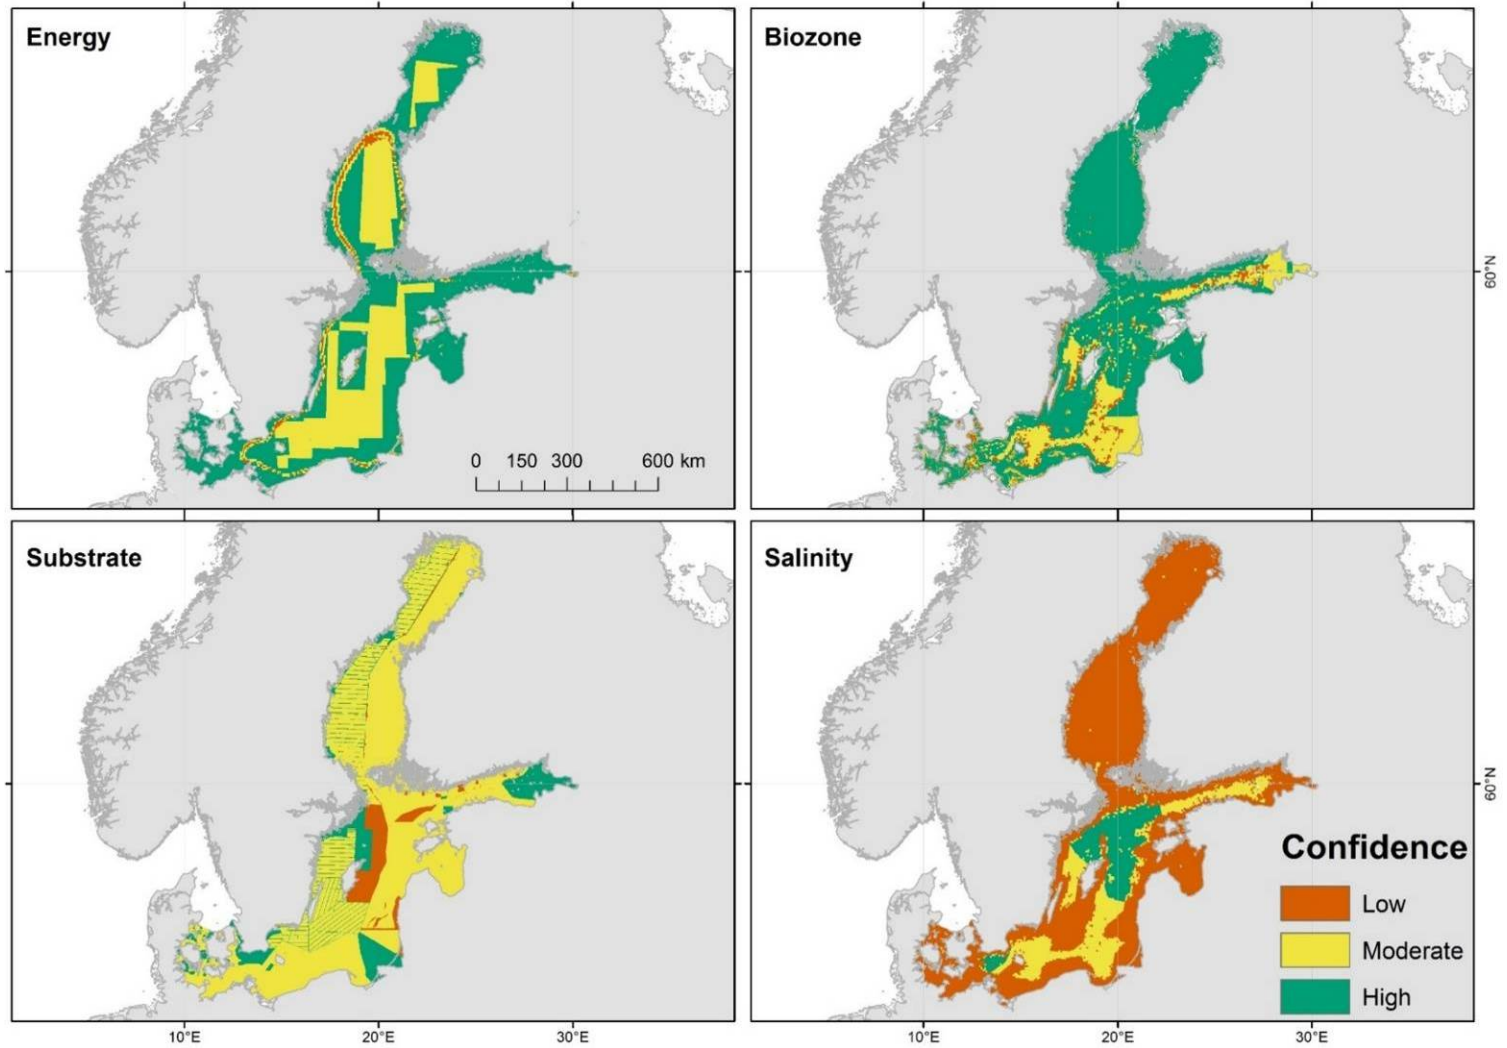 Energy
Biozone
0 150 300 600 km
60°N
Substrate
Salinity
60°N
Confidence
Low
Moderate
High
10°E 20°E 30°E 10°E 20°E 30°E